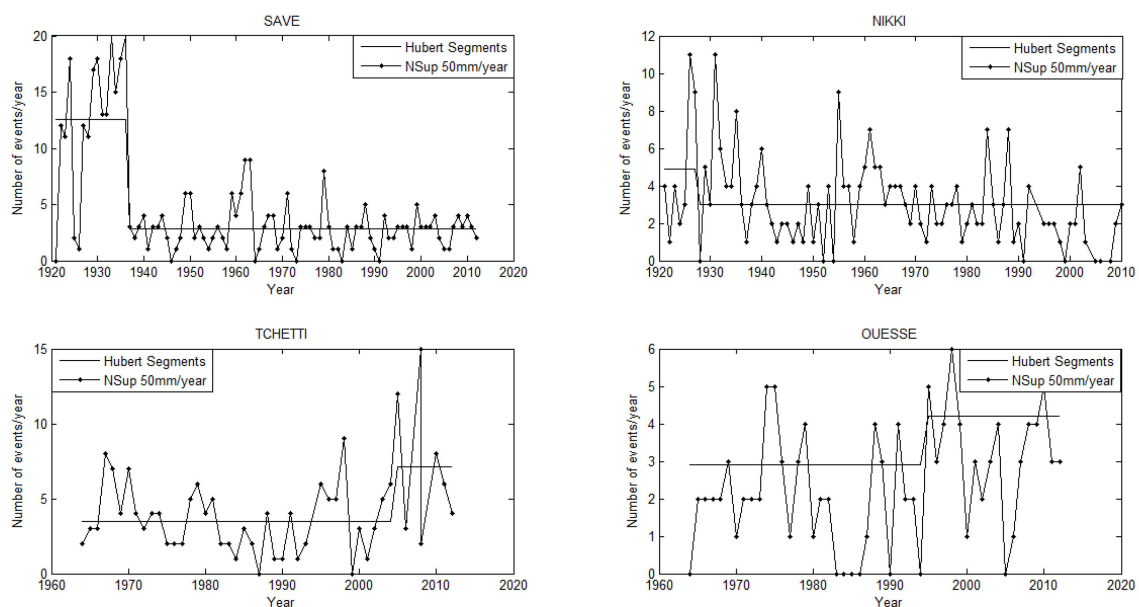 SAVE
Number of events/year
20
15
10
5
0
Hubert Segments
NSup 50mm/year
1920 1930 1940 1950 1960 1970 1980 1990 2000 2010 2020
Year
NIKKI
Number of events/year
12
10
8
6
4
2
0
Hubert Segments
NSup 50mm/year
1920 1930 1940 1950 1960 1970 1980 1990 2000 2010
Year
TCHETTI
Number of events/year
15
10
5
0
Hubert Segments
NSup 50mm/year
1960 1970 1980 1990 2000 2010 2020
Year
OUESSE
Number of events/year
6
5
4
3
2
1
0
Hubert Segments
NSup 50mm/year
1960 1970 1980 1990 2000 2010 2020
Year